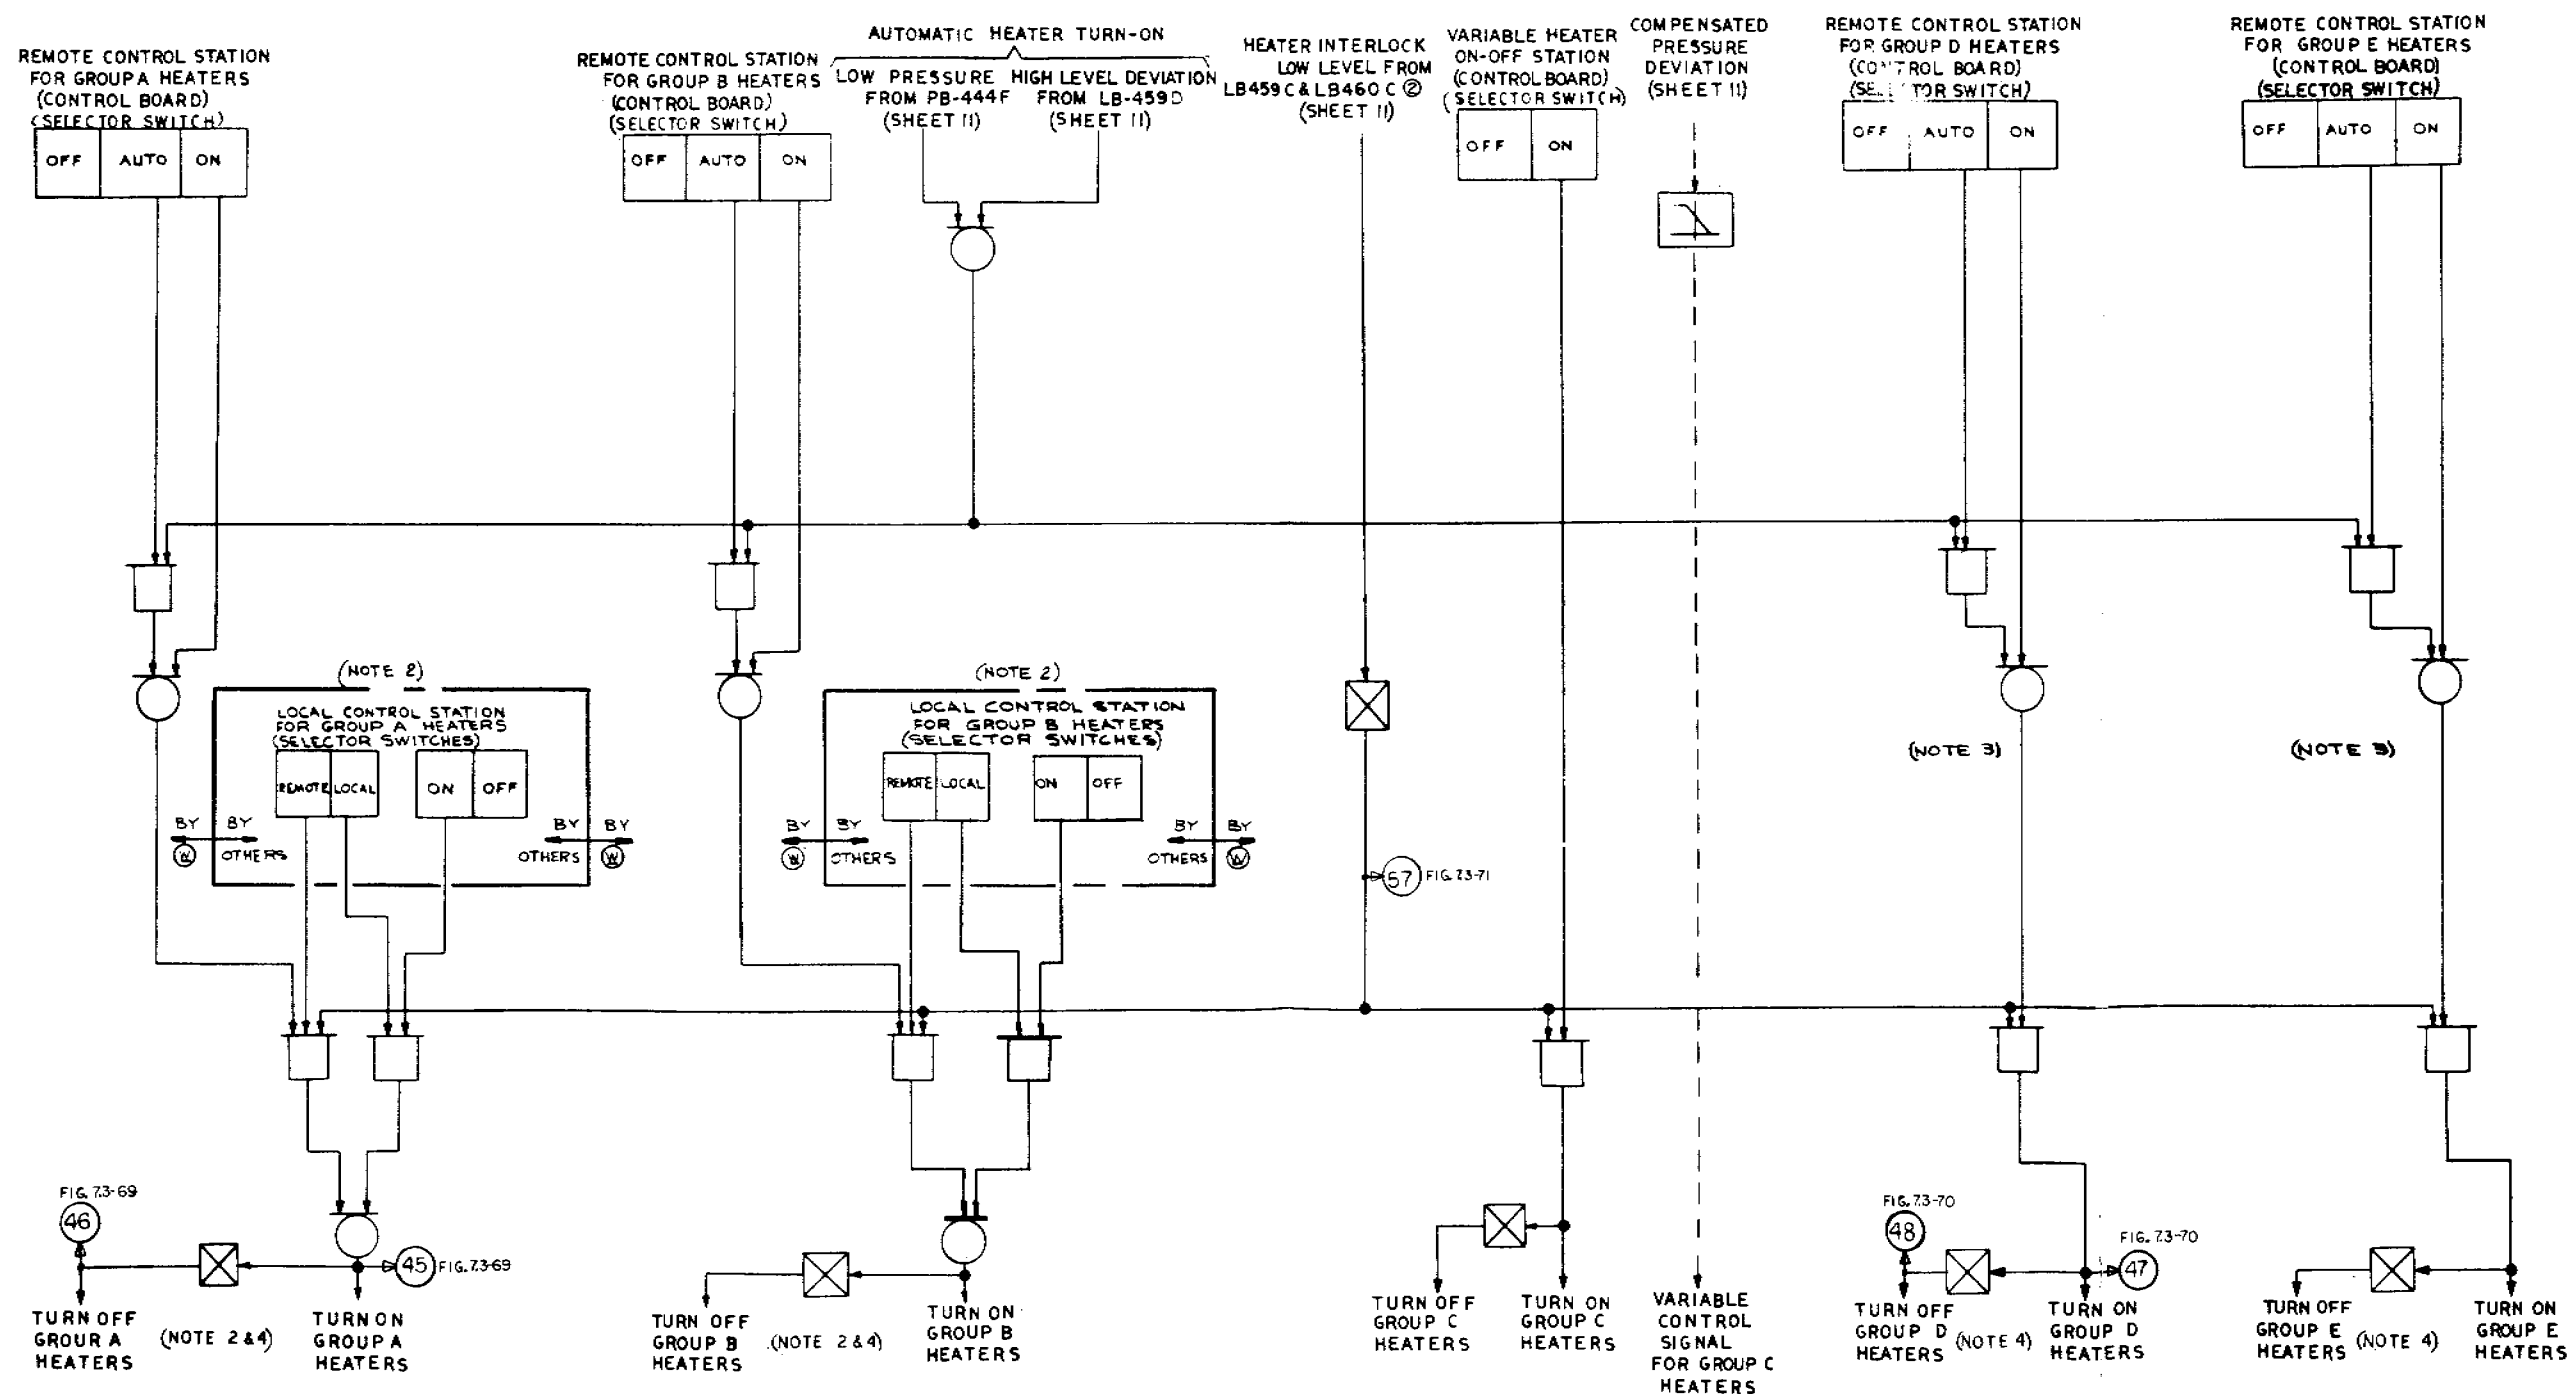 REMOTE CONTROL STATION
FOR GROUP A HEATERS
(CONTROL BOARD)
(SELECTOR SWITCH)
OFF AUTO ON
REMOTE CONTROL STATION
FOR GROUP B HEATERS
(CONTROL BOARD)
(SELECTOR SWITCH)
OFF AUTO ON
AUTOMATIC HEATER TURN-ON
LOW PRESSURE
FROM PB-444F
(SHEET 11)
HIGH LEVEL DEVIATION
FROM LB-459D
(SHEET 11)
HEATER INTERLOCK
LOW LEVEL FROM
LB459C & LB460C ②
(SHEET 11)
VARIABLE HEATER
ON-OFF STATION
(CONTROL BOARD)
(SELECTOR SWITCH)
OFF ON
COMPENSATED
PRESSURE
DEVIATION
(SHEET 11)
REMOTE CONTROL STATION
FOR GROUP D HEATERS
(CONTROL BOARD)
(SELECTOR SWITCH)
OFF AUTO ON
REMOTE CONTROL STATION
FOR GROUP E HEATERS
(CONTROL BOARD)
(SELECTOR SWITCH)
OFF AUTO ON
(NOTE 2)
LOCAL CONTROL STATION
FOR GROUP A HEATERS
(SELECTOR SWITCHES)
REMOTE LOCAL ON OFF
BY BY
W OTHERS
BY BY
OTHERS W
(NOTE 2)
LOCAL CONTROL STATION
FOR GROUP B HEATERS
(SELECTOR SWITCHES)
REMOTE LOCAL ON OFF
BY BY
W OTHERS
BY BY
OTHERS W
(NOTE 3)
(NOTE 3)
57 FIG. 7.3-71
FIG. 7.3-69
46
45 FIG. 7.3-69
TURN OFF
GROUR A
HEATERS
(NOTE 2 & 4)
TURN ON
GROUP A
HEATERS
TURN OFF
GROUP B
HEATERS
(NOTE 2 & 4)
TURN ON
GROUP B
HEATERS
TURN OFF
GROUP C
HEATERS
TURN ON
GROUP C
HEATERS
VARIABLE
CONTROL
SIGNAL
FOR GROUP C
HEATERS
FIG. 7.3-70
48
FIG. 7.3-70
47
TURN OFF
GROUP D
HEATERS
(NOTE 4)
TURN ON
GROUP D
HEATERS
TURN OFF
GROUP E
HEATERS
(NOTE 4)
TURN ON
GROUP E
HEATERS